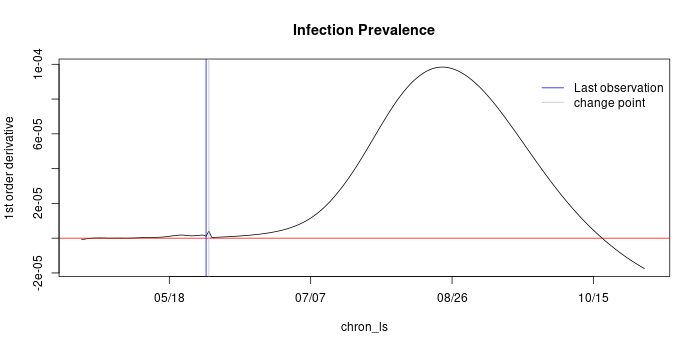 Infection Prevalence
1st order derivative
1e-04
6e-05
2e-05
-2e-05
Last observation
change point
05/18
07/07
08/26
10/15
chron_ls